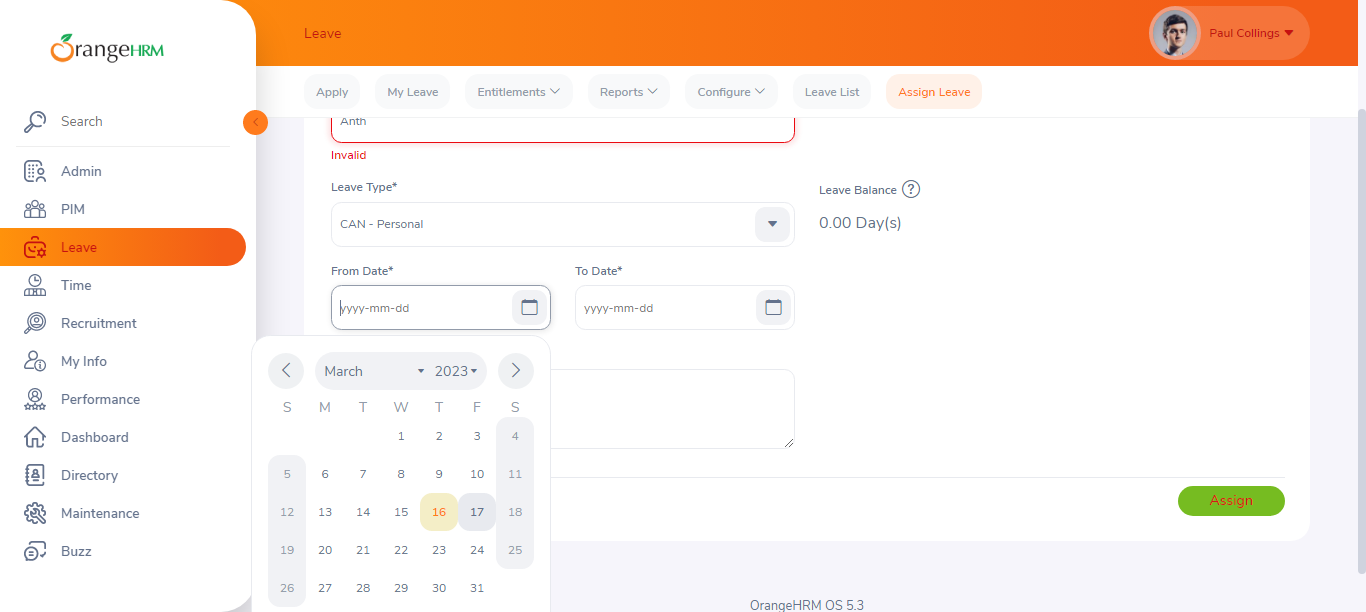 OrangeHRM
Leave
Paul Collings
Apply
My Leave
Entitlements
Reports
Configure
Leave List
Assign Leave
Search
Admin
PIM
Leave
Time
Recruitment
My Info
Performance
Dashboard
Directory
Maintenance
Buzz
Anth
Invalid
Leave Type*
CAN - Personal
Leave Balance ?
0.00 Day(s)
From Date*
yyyy-mm-dd
To Date*
yyyy-mm-dd
March 2023
S M T W T F S
1 2 3 4
5 6 7 8 9 10 11
12 13 14 15 16 17 18
19 20 21 22 23 24 25
26 27 28 29 30 31
Assign
OrangeHRM OS 5.3